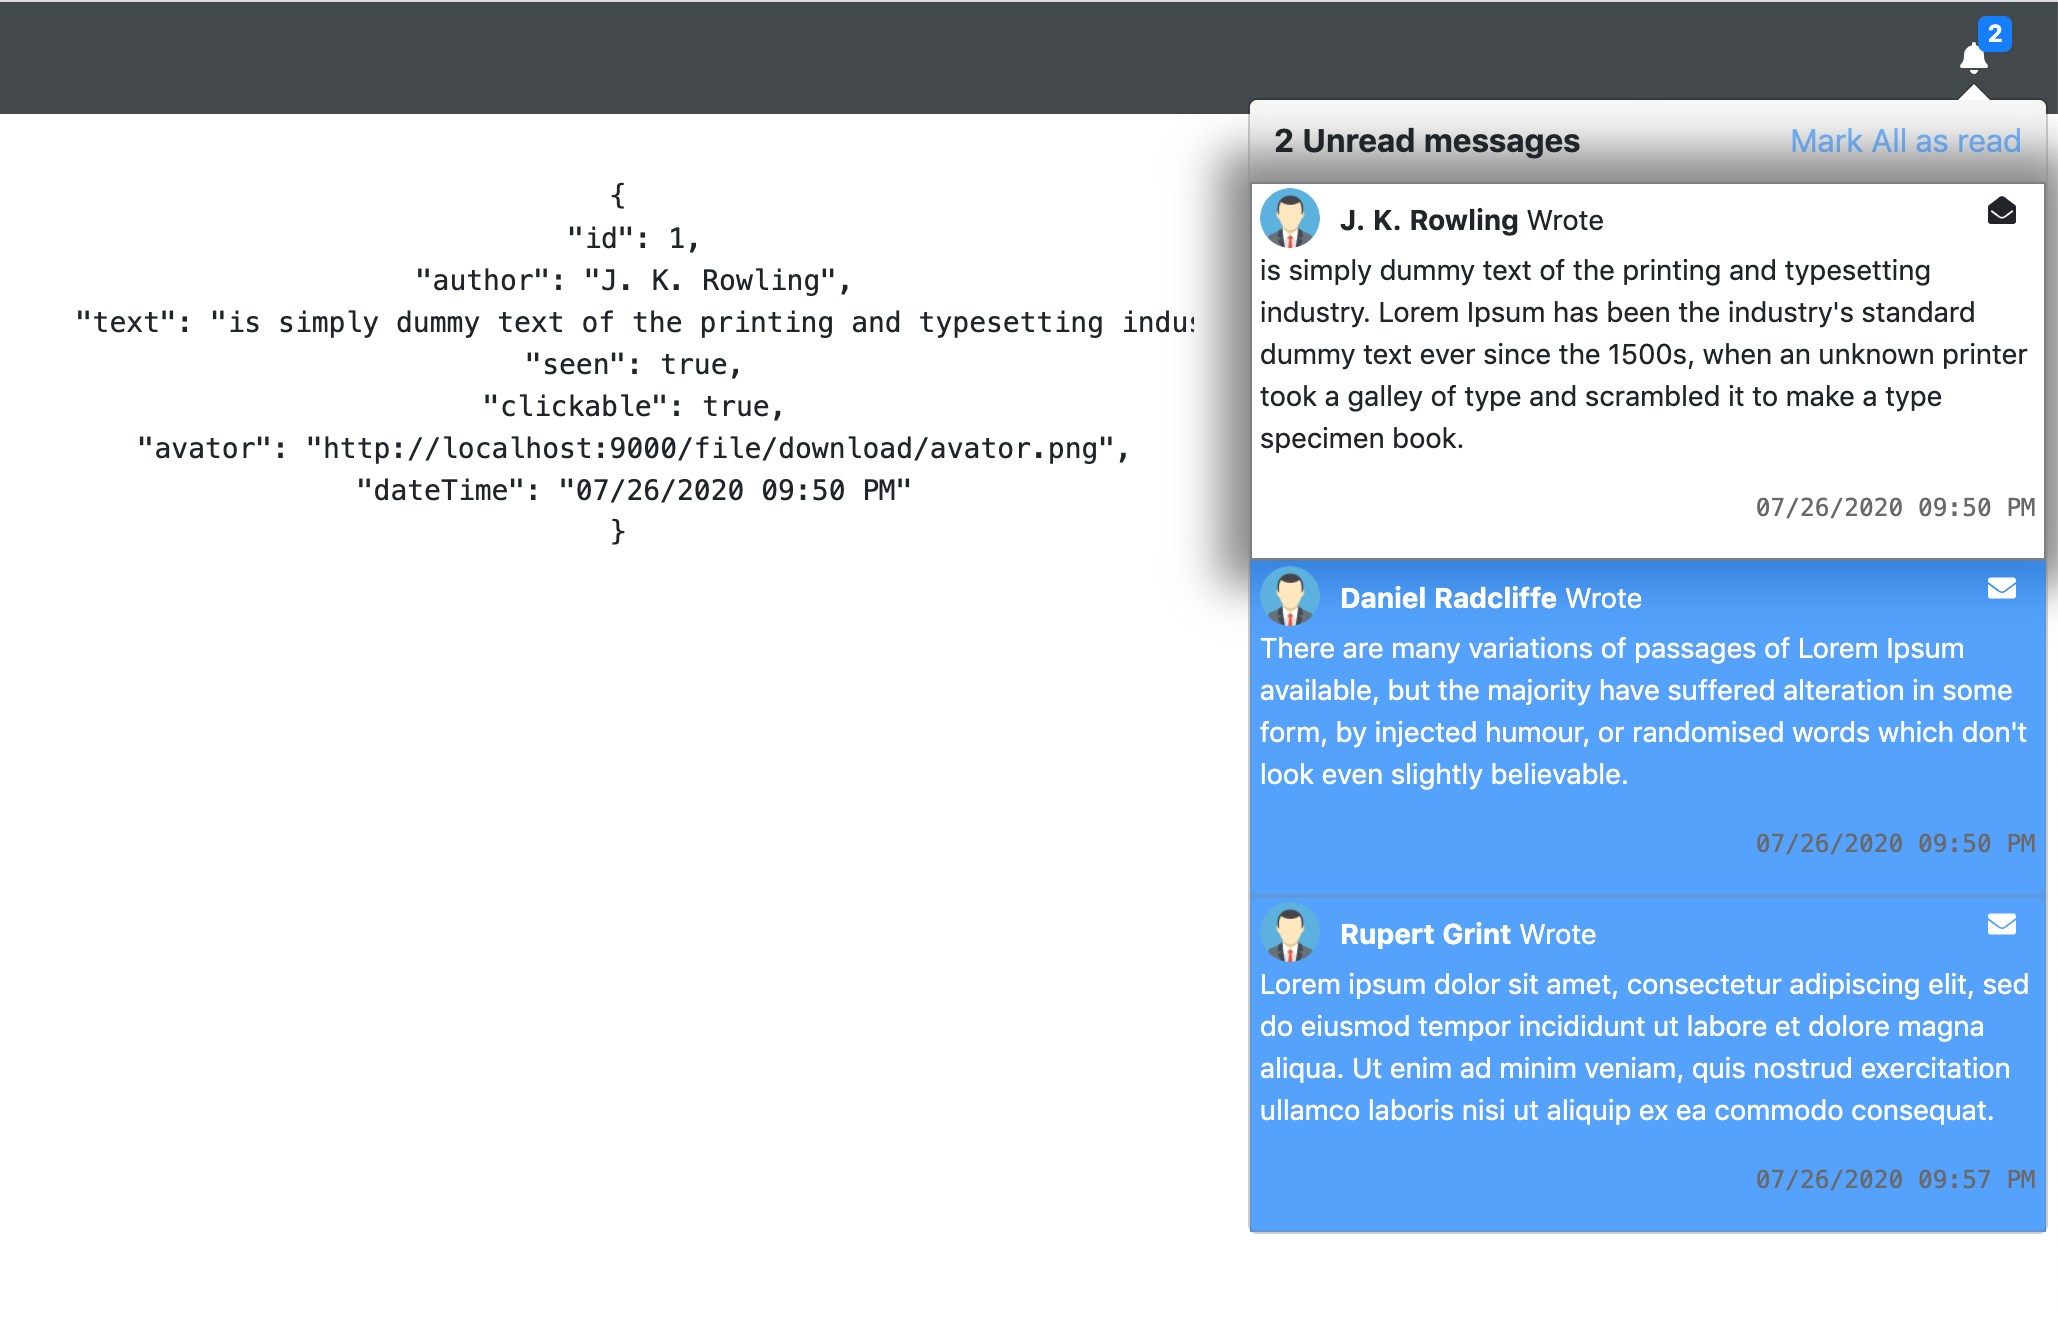 2
2 Unread messages
Mark All as read
{
"id": 1,
"author": "J. K. Rowling",
"text": "is simply dummy text of the printing and typesetting
"seen": true,
"clickable": true,
"avator": "http://localhost:9000/file/download/avator.png",
"dateTime": "07/26/2020 09:50 PM"
}
J. K. Rowling Wrote
is simply dummy text of the printing and typesetting
industry. Lorem Ipsum has been the industry's standard
dummy text ever since the 1500s, when an unknown printer
took a galley of type and scrambled it to make a type
specimen book.
07/26/2020 09:50 PM
Daniel Radcliffe Wrote
There are many variations of passages of Lorem Ipsum
available, but the majority have suffered alteration in some
form, by injected humour, or randomised words which don't
look even slightly believable.
07/26/2020 09:50 PM
Rupert Grint Wrote
Lorem ipsum dolor sit amet, consectetur adipiscing elit, sed
do eiusmod tempor incididunt ut labore et dolore magna
aliqua. Ut enim ad minim veniam, quis nostrud exercitation
ullamco laboris nisi ut aliquip ex ea commodo consequat.
07/26/2020 09:57 PM